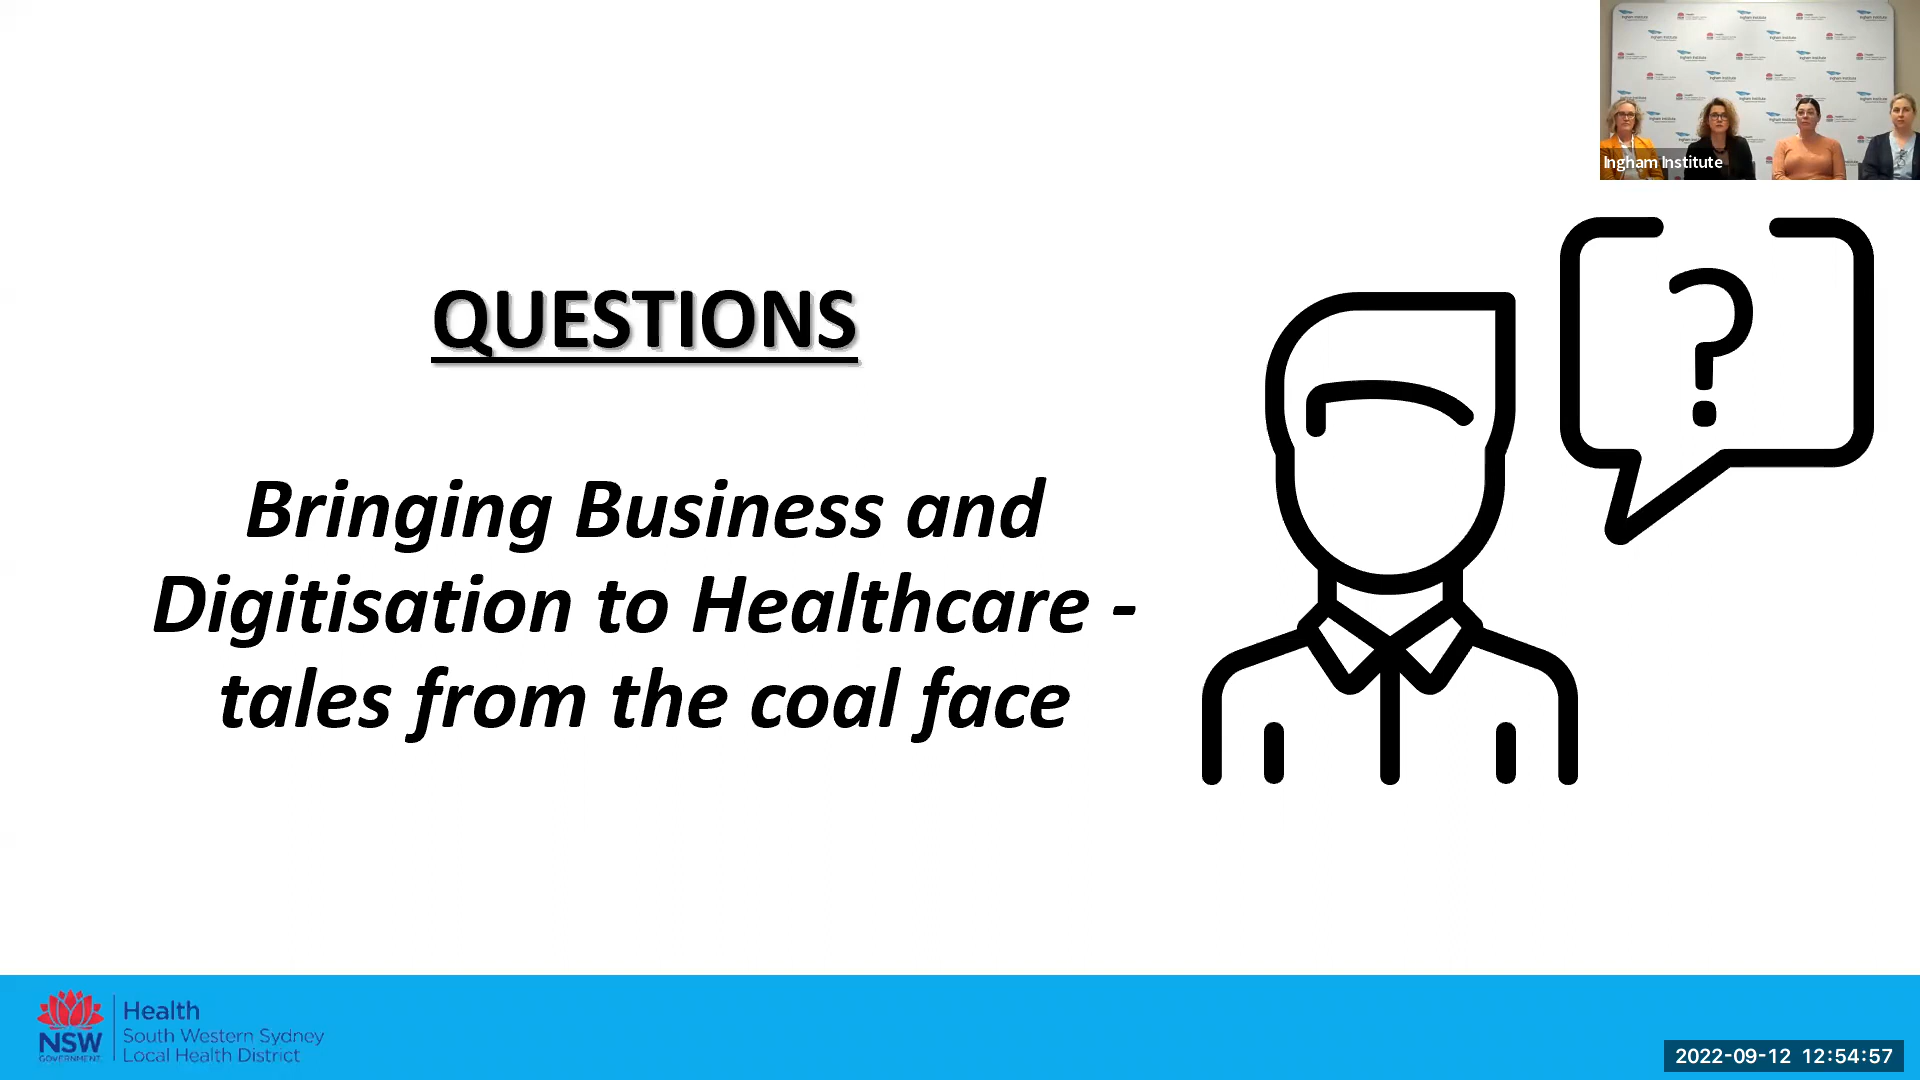 Ingham Institute
QUESTIONS
?
Bringing Business and
Digitisation to Healthcare -
tales from the coal face
NSW
GOVERNMENT
Health
South Western Sydney
Local Health District
2022-09-12 12:54:57